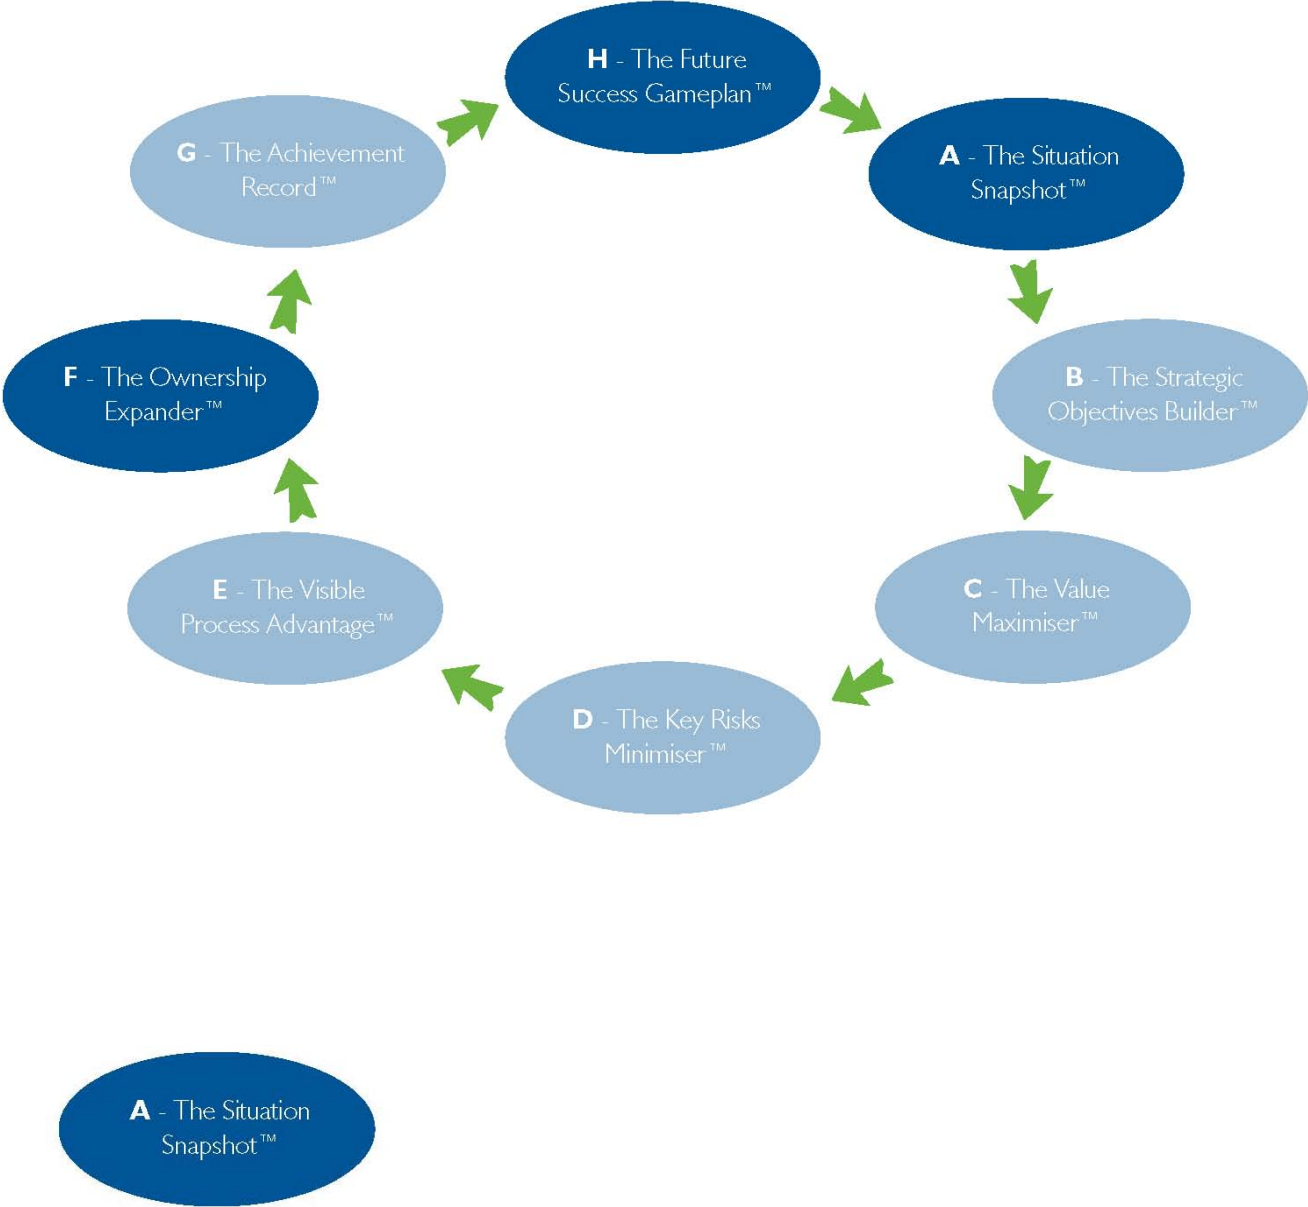 H - The Future
Success Gameplan™
A - The Situation
Snapshot™
B - The Strategic
Objectives Builder™
C - The Value
Maximiser™
D - The Key Risks
Minimiser™
E - The Visible
Process Advantage™
F - The Ownership
Expander™
G - The Achievement
Record™
A - The Situation
Snapshot™